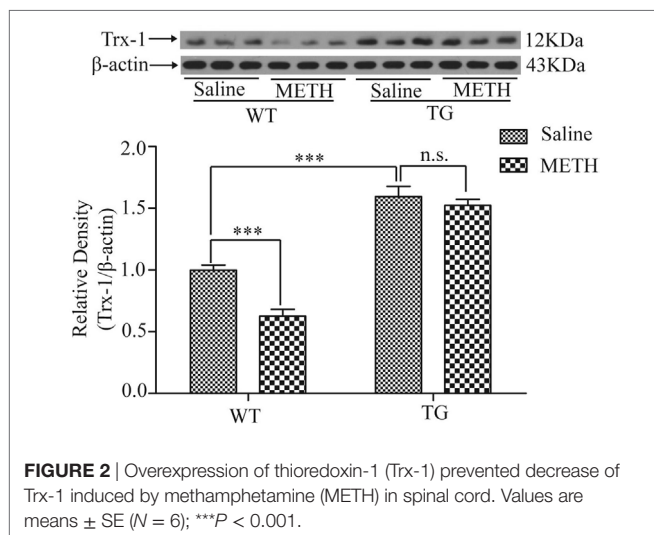 Trx-1
12KDa
β-actin
43KDa
Saline METH Saline METH
WT TG
Saline
METH
2.0
1.5
1.0
0.5
0.0
Relative Density
(Trx-1/β-actin)
***
***
n.s.
WT TG
FIGURE 2 | Overexpression of thioredoxin-1 (Trx-1) prevented decrease of
Trx-1 induced by methamphetamine (METH) in spinal cord. Values are
means ± SE (N = 6); ***P < 0.001.